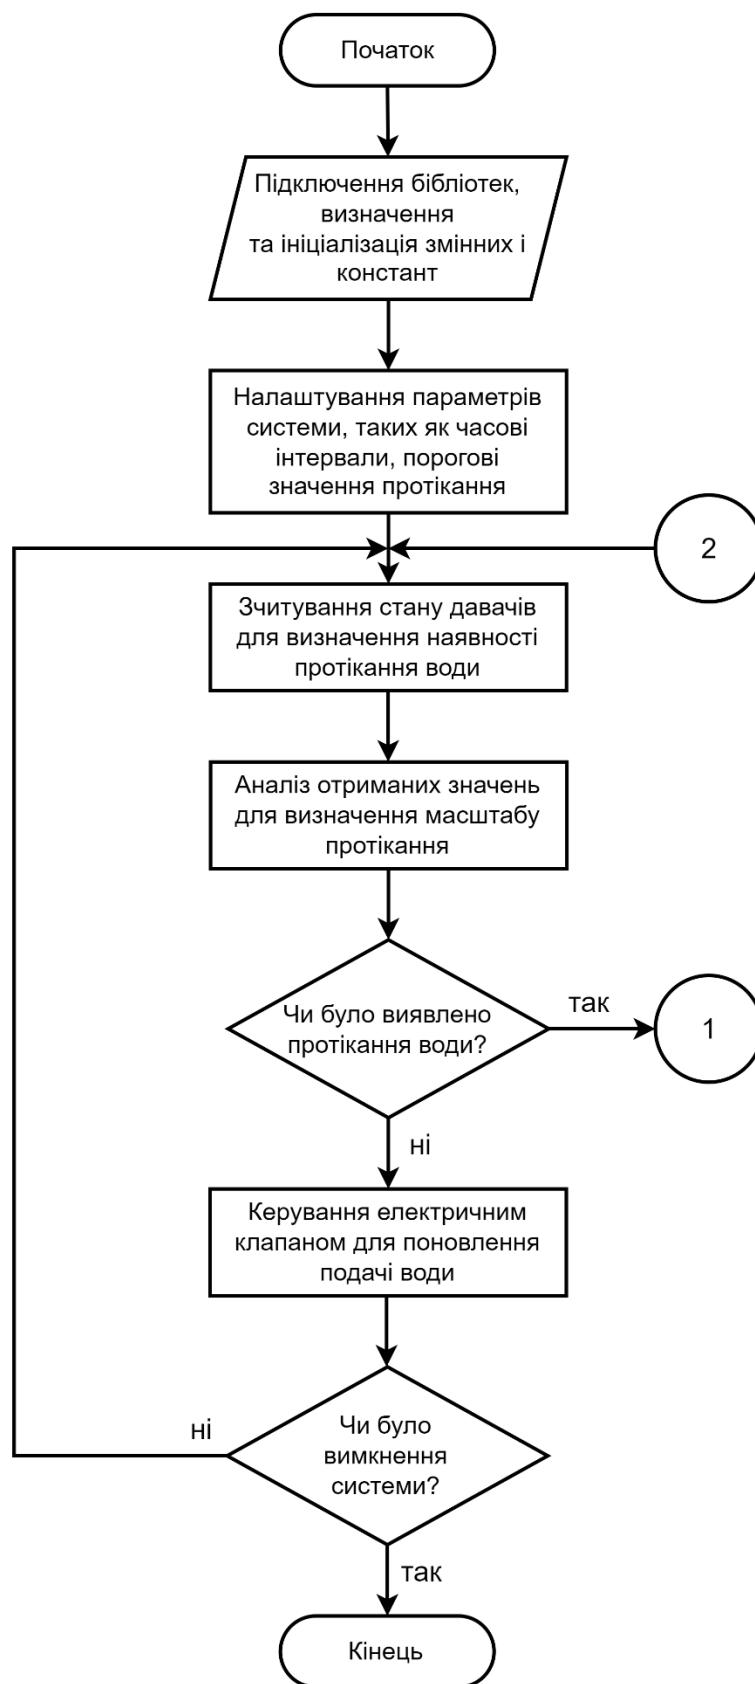 Початок
Підключення бібліотек,
визначення
та ініціалізація змінних і
констант
Налаштування параметрів
системи, таких як часові
інтервали, порогові
значення протікання
2
Зчитування стану давачів
для визначення наявності
протікання води
Аналіз отриманих значень
для визначення масштабу
протікання
Чи було виявлено
протікання води?
так
1
ні
Керування електричним
клапаном для поновлення
подачі води
Чи було
вимкнення
системи?
ні
так
Кінець